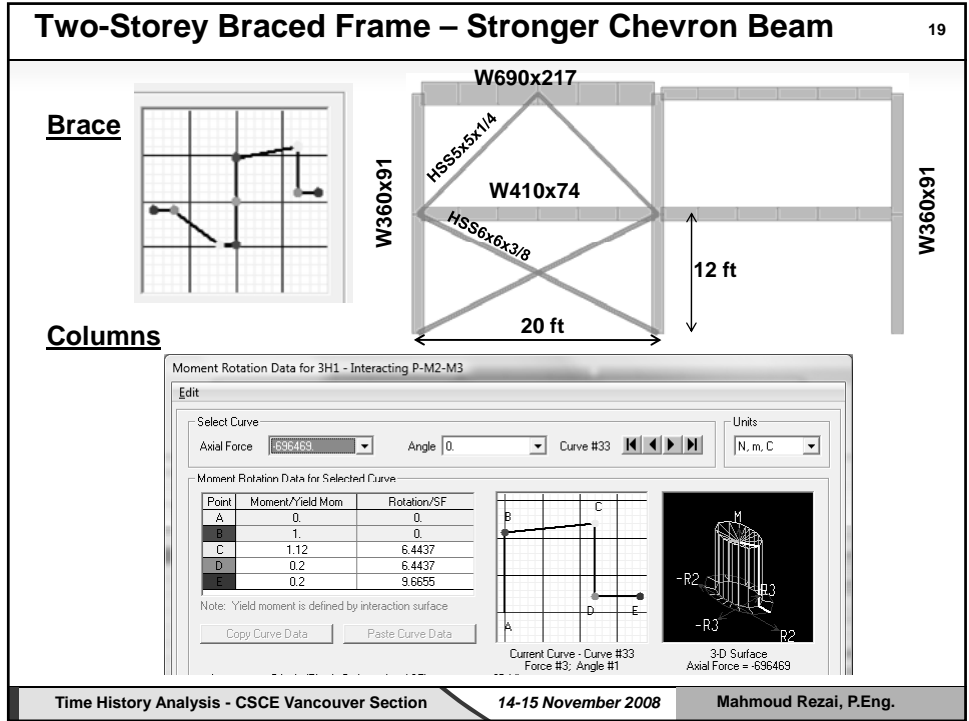 Two-Storey Braced Frame – Stronger Chevron Beam
19
Brace
W690x217
HSS5x5x1/4
W360x91
W410x74
HSS6x6x3/8
W360x91
12 ft
20 ft
Columns
Moment Rotation Data for 3H1 - Interacting P-M2-M3
Edit
Select Curve
Axial Force -696469. Angle 0. Curve #33
Units
N, m, C
Moment Rotation Data for Selected Curve
Point Moment/Yield Mom Rotation/SF
A 0. 0.
B 1. 0.
C 1.12 6.4437
D 0.2 6.4437
E 0.2 9.6655
Note: Yield moment is defined by interaction surface
Copy Curve Data Paste Curve Data
B
C
D
E
A
Current Curve - Curve #33
Force #3; Angle #1
M
-R2
R3
-R3
R2
3-D Surface
Axial Force = -696469
Time History Analysis - CSCE Vancouver Section
14-15 November 2008
Mahmoud Rezai, P.Eng.